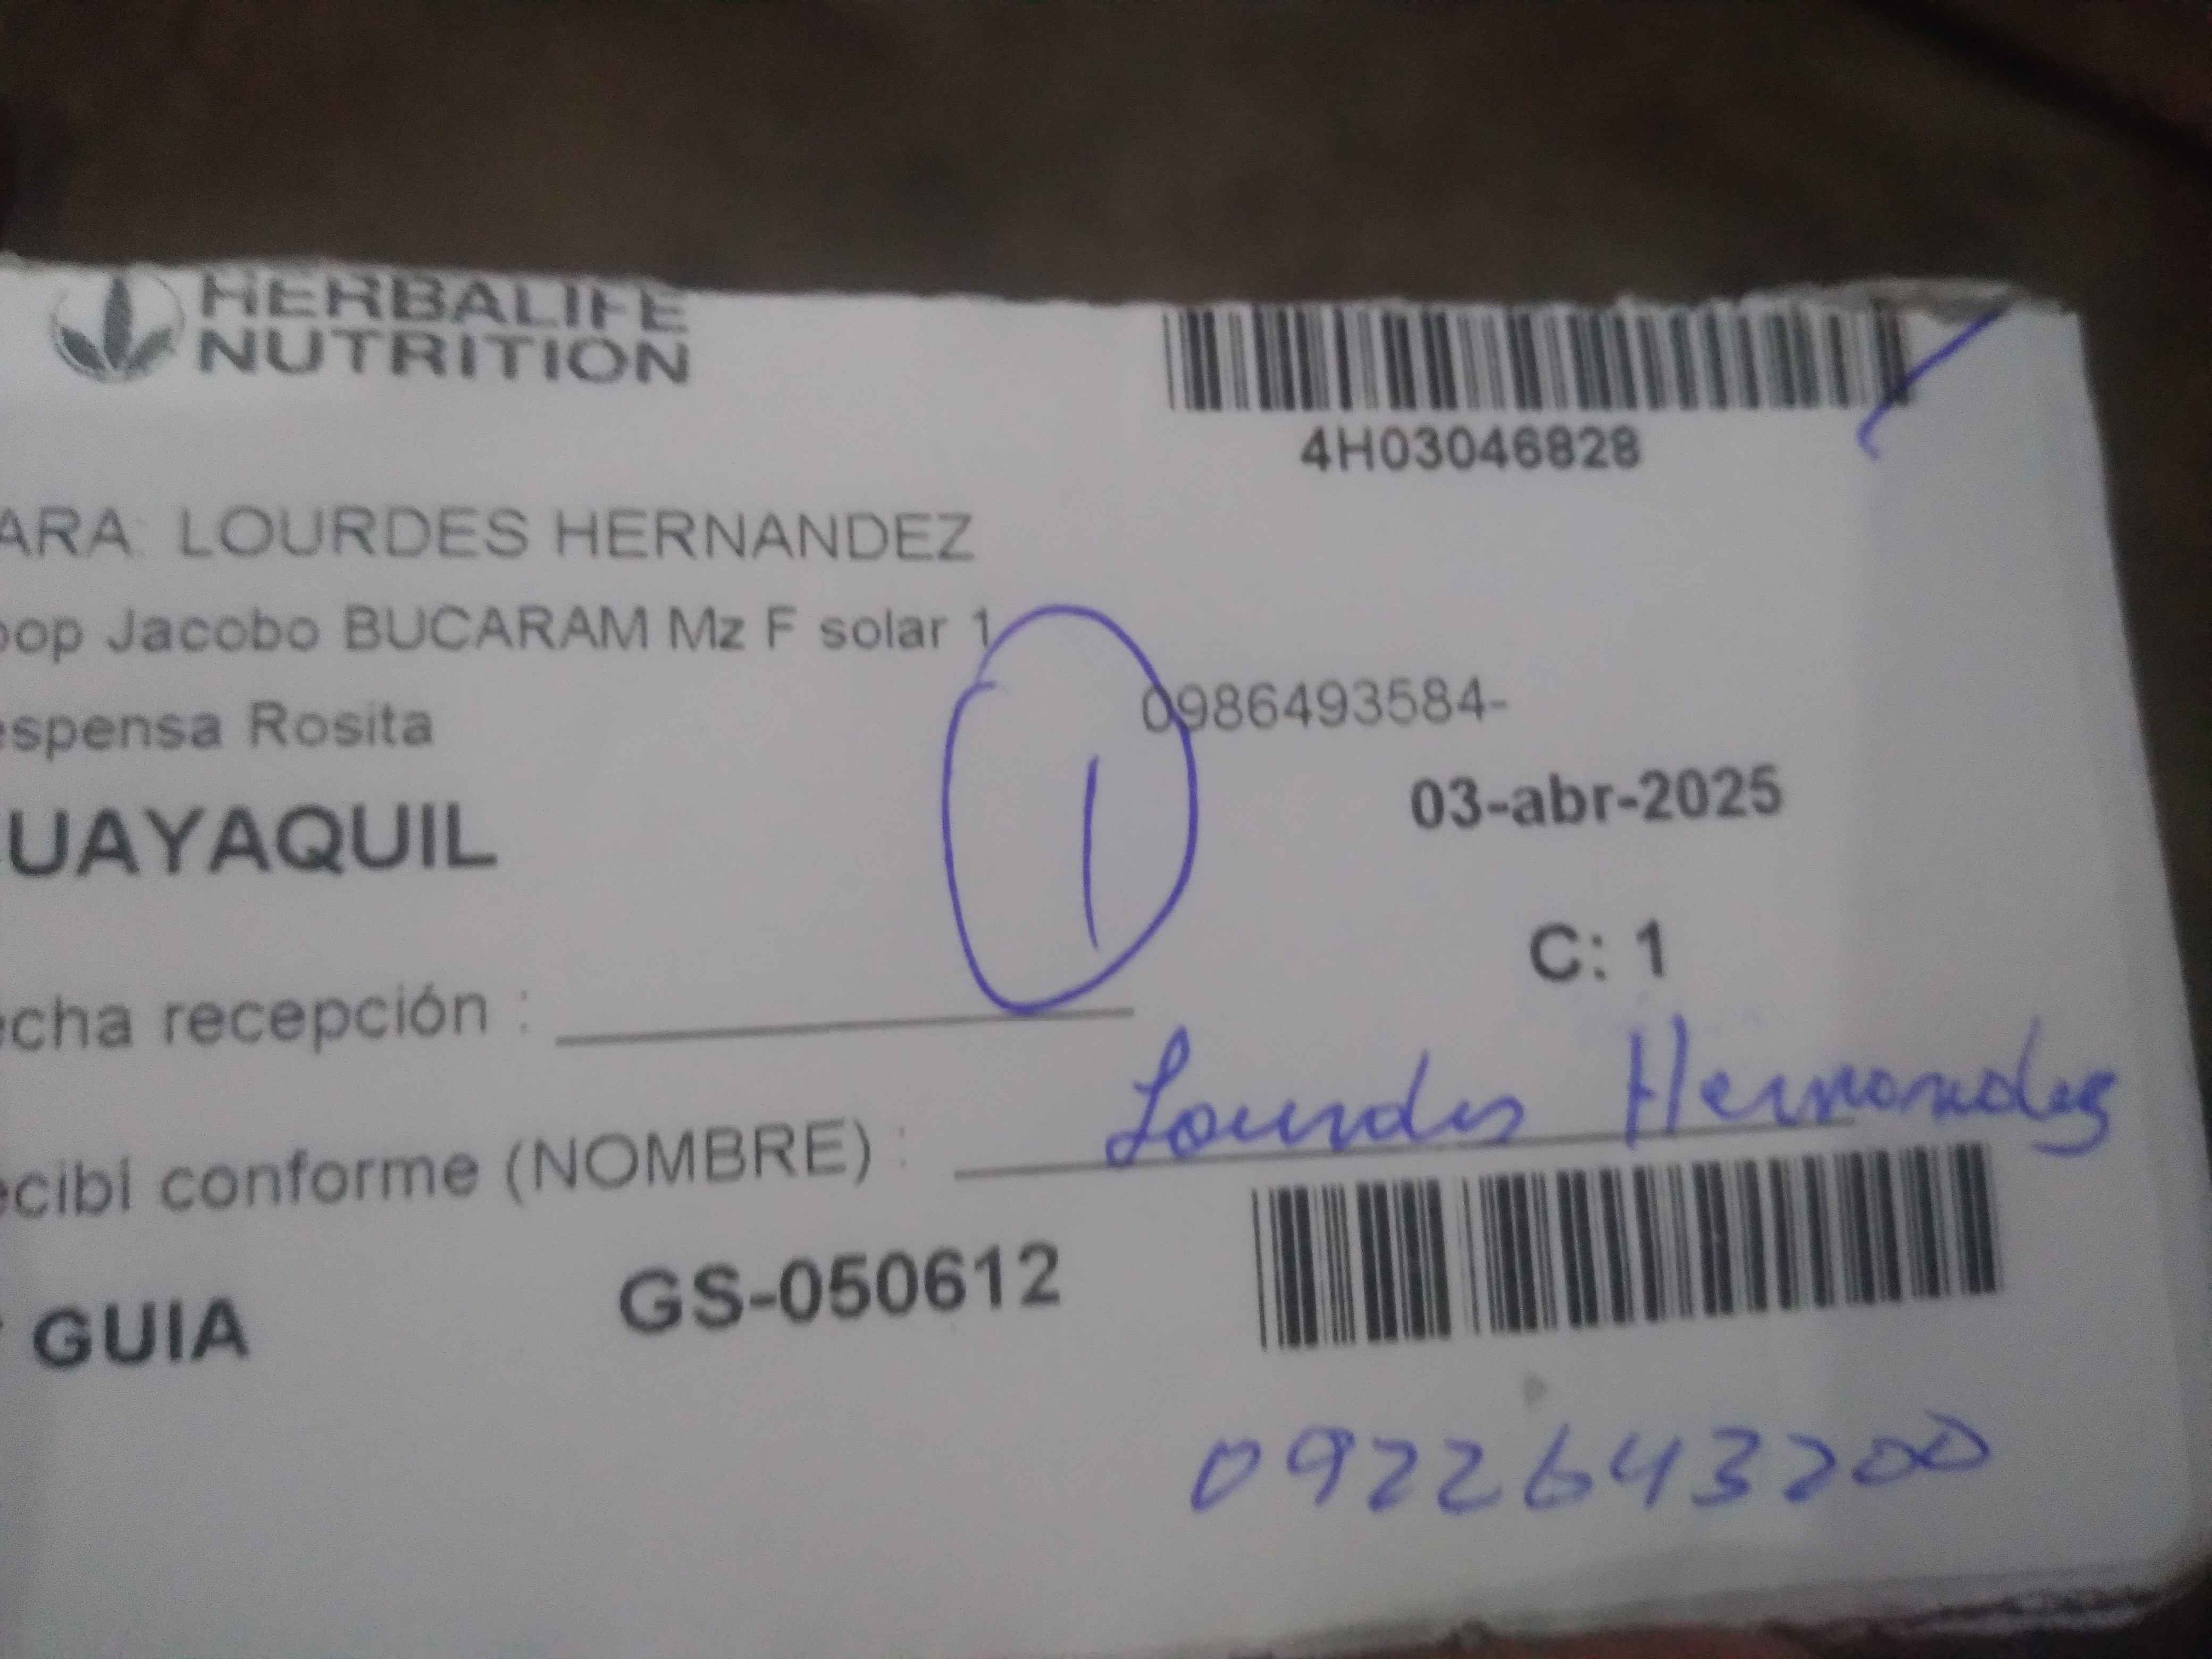 HERBALIFE
NUTRITION
4H03046828
ARA: LOURDES HERNANDEZ
oop Jacobo BUCARAM Mz F solar 1
espensa Rosita
0986493584-
UAYAQUIL
1
03-abr-2025
C: 1
echa recepción :
ecibi conforme (NOMBRE) : Lourdes Hernandez
GUIA GS-050612
0922643200